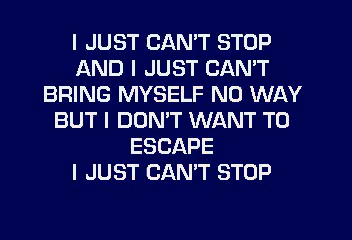 I JUST CAN'T STOP
AND I JUST CAN'T
BRING MYSELF NO WAY
BUT I DON'T WANT TO
ESCAPE
I JUST CAN'T STOP